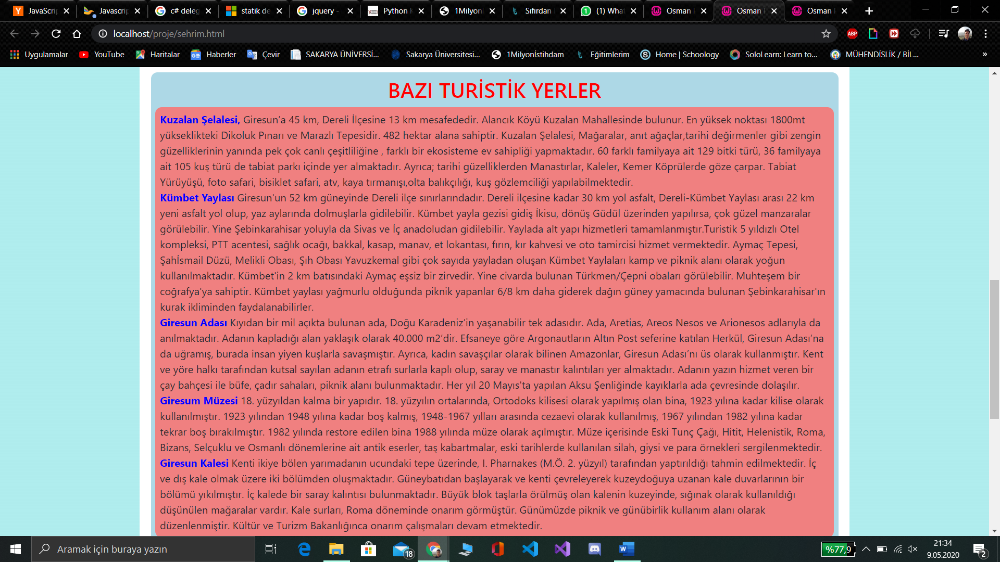 JavaScrip
Javascrip
c# deleg
statik de
jquery -
Python K
1Milyonİ
Sıfırdan
(1) What
Osman
Osman
Osman
localhost/proje/sehrim.html
ABP
Uygulamalar
YouTube
Haritalar
Haberler
Çevir
SAKARYA ÜNİVERSİ...
Sakarya Üniversitesi...
1Milyonİstihdam
Eğitimlerim
Home | Schoology
SoloLearn: Learn to...
MÜHENDİSLİK / BİL...
»
BAZI TURİSTİK YERLER
Kuzalan Şelalesi, Giresun’a 45 km, Dereli İlçesine 13 km mesafededir. Alancık Köyü Kuzalan Mahallesinde bulunur. En yüksek noktası 1800mt
yükseklikteki Dikoluk Pınarı ve Marazlı Tepesidir. 482 hektar alana sahiptir. Kuzalan Şelalesi, Mağaralar, anıt ağaçlar,tarihi değirmenler gibi zengin
güzelliklerinin yanında pek çok canlı çeşitliliğine , farklı bir ekosisteme ev sahipliği yapmaktadır. 60 farklı familyaya ait 129 bitki türü, 36 familyaya
ait 105 kuş türü de tabiat parkı içinde yer almaktadır. Ayrıca; tarihi güzelliklerden Manastırlar, Kaleler, Kemer Köprülerde göze çarpar. Tabiat
Yürüyüşü, foto safari, bisiklet safari, atv, kaya tırmanışı,olta balıkçılığı, kuş gözlemciliği yapılabilmektedir.
Kümbet Yaylası Giresun'un 52 km güneyinde Dereli ilçe sınırlarındadır. Dereli ilçesine kadar 30 km yol asfalt, Dereli-Kümbet Yaylası arası 22 km
yeni asfalt yol olup, yaz aylarında dolmuşlarla gidilebilir. Kümbet yayla gezisi gidiş İkisu, dönüş Güdül üzerinden yapılırsa, çok güzel manzaralar
görülebilir. Yine Şebinkarahisar yoluyla da Sivas ve İç anadoludan gidilebilir. Yaylada alt yapı hizmetleri tamamlanmıştır.Turistik 5 yıldızlı Otel
kompleksi, PTT acentesi, sağlık ocağı, bakkal, kasap, manav, et lokantası, fırın, kır kahvesi ve oto tamircisi hizmet vermektedir. Aymaç Tepesi,
Şahİsmail Düzü, Melikli Obası, Şıh Obası Yavuzkemal gibi çok sayıda yayladan oluşan Kümbet Yaylaları kamp ve piknik alanı olarak yoğun
kullanılmaktadır. Kümbet'in 2 km batısındaki Aymaç eşsiz bir zirvedir. Yine civarda bulunan Türkmen/Çepni obaları görülebilir. Muhteşem bir
coğrafya'ya sahiptir. Kümbet yaylası yağmurlu olduğunda piknik yapanlar 6/8 km daha giderek dağın güney yamacında bulunan Şebinkarahisar'ın
kurak ikliminden faydalanabilirler.
Giresun Adası Kıyıdan bir mil açıkta bulunan ada, Doğu Karadeniz’in yaşanabilir tek adasıdır. Ada, Aretias, Areos Nesos ve Arionesos adlarıyla da
anılmaktadır. Adanın kapladığı alan yaklaşık olarak 40.000 m2’dir. Efsaneye göre Argonautların Altın Post seferine katılan Herkül, Giresun Adası’na
da uğramış, burada insan yiyen kuşlarla savaşmıştır. Ayrıca, kadın savaşçılar olarak bilinen Amazonlar, Giresun Adası’nı üs olarak kullanmıştır. Kent
ve yöre halkı tarafından kutsal sayılan adanın etrafı surlarla kaplı olup, saray ve manastır kalıntıları yer almaktadır. Adanın yazın hizmet veren bir
çay bahçesi ile büfe, çadır sahaları, piknik alanı bulunmaktadır. Her yıl 20 Mayıs'ta yapılan Aksu Şenliğinde kayıklarla ada çevresinde dolaşılır.
Giresum Müzesi 18. yüzyıldan kalma bir yapıdır. 18. yüzyılın ortalarında, Ortodoks kilisesi olarak yapılmış olan bina, 1923 yılına kadar kilise olarak
kullanılmıştır. 1923 yılından 1948 yılına kadar boş kalmış, 1948-1967 yılları arasında cezaevi olarak kullanılmış, 1967 yılından 1982 yılına kadar
tekrar boş bırakılmıştır. 1982 yılında restore edilen bina 1988 yılında müze olarak açılmıştır. Müze içerisinde Eski Tunç Çağı, Hitit, Helenistik, Roma,
Bizans, Selçuklu ve Osmanlı dönemlerine ait antik eserler, taş kabartmalar, eski tarihlerde kullanılan silah, giysi ve para örnekleri sergilenmektedir.
Giresun Kalesi Kenti ikiye bölen yarımadanın ucundaki tepe üzerinde, I. Pharnakes (M.Ö. 2. yüzyıl) tarafından yaptırıldığı tahmin edilmektedir. İç
ve dış kale olmak üzere iki bölümden oluşmaktadır. Güneybatıdan başlayarak ve kenti çevreleyerek kuzeydoğuya uzanan kale duvarlarının bir
bölümü yıkılmıştır. İç kalede bir saray kalıntısı bulunmaktadır. Büyük blok taşlarla örülmüş olan kalenin kuzeyinde, sığınak olarak kullanıldığı
düşünülen mağaralar vardır. Kale surları, Roma döneminde onarım görmüştür. Günümüzde piknik ve günübirlik kullanım alanı olarak
düzenlenmiştir. Kültür ve Turizm Bakanlığınca onarım çalışmaları devam etmektedir.
Aramak için buraya yazın
18
%77,9
21:34
9.05.2020
2